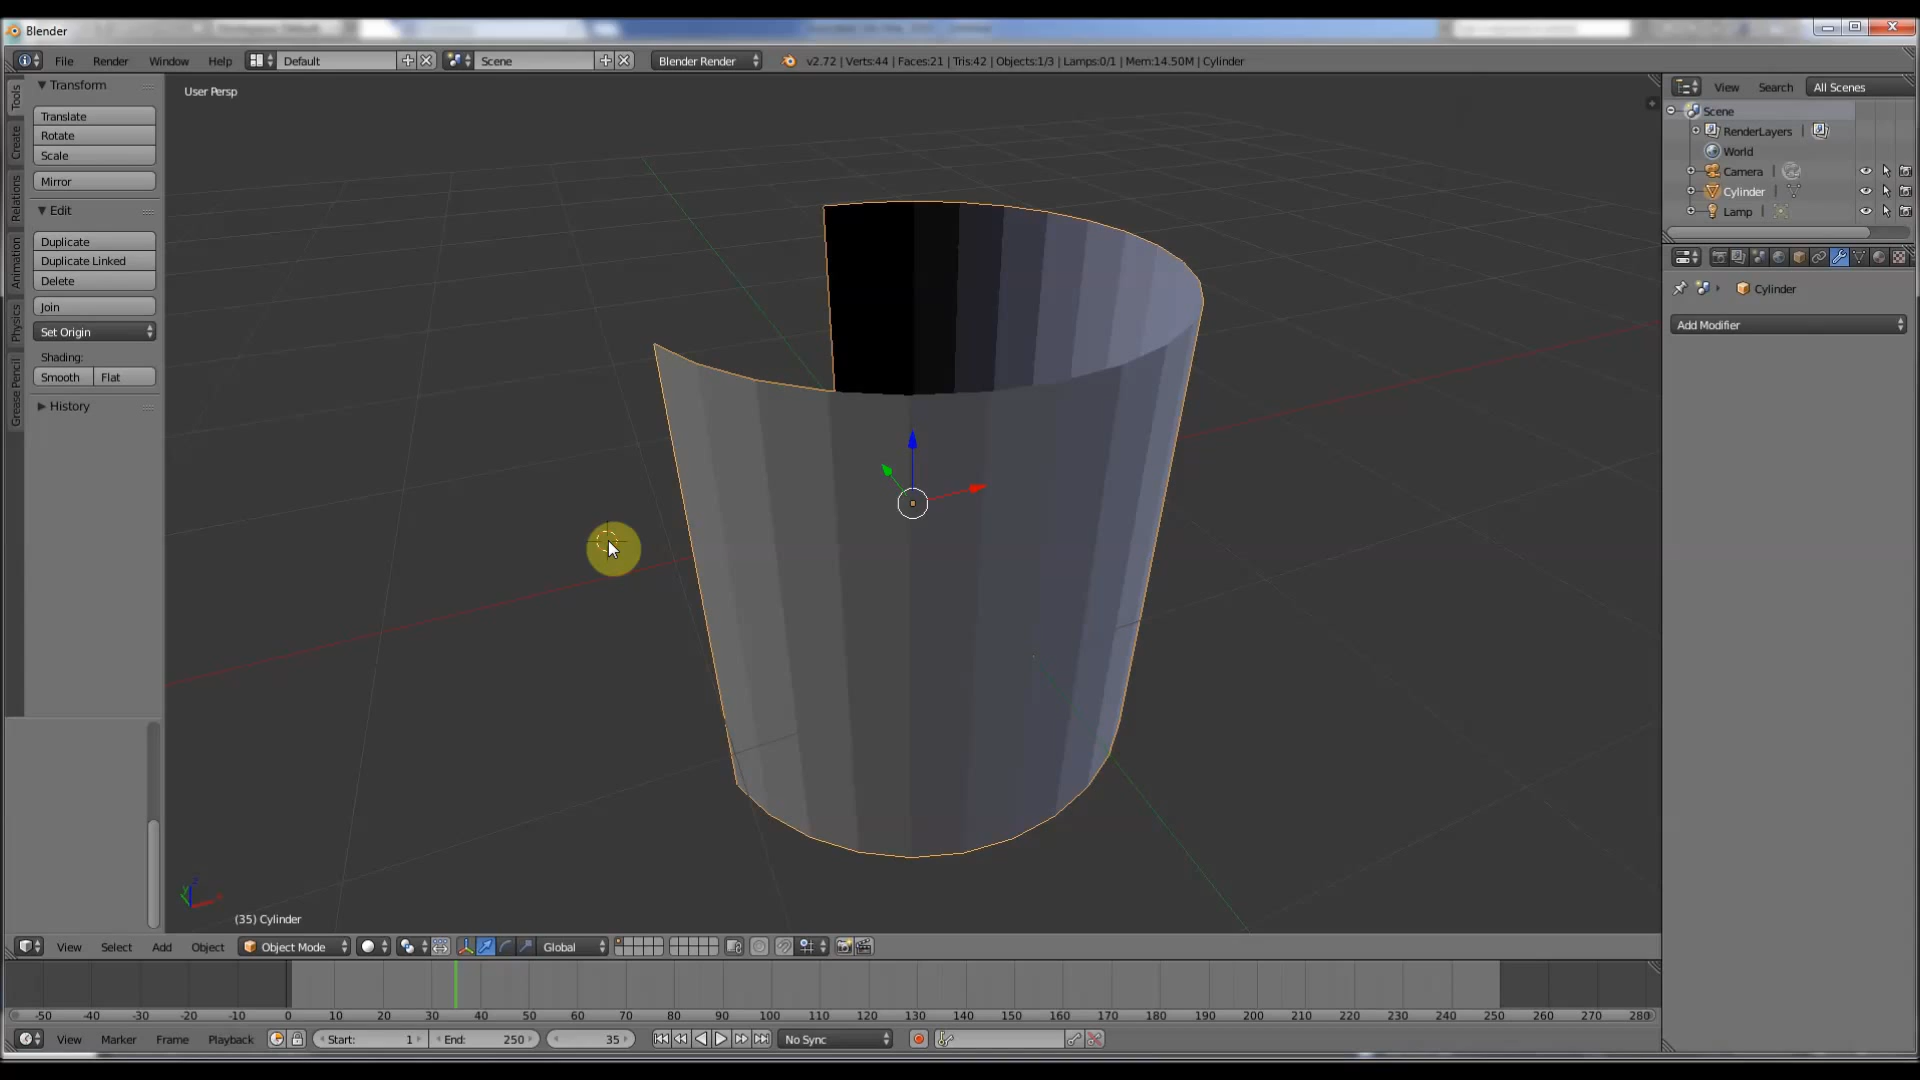 Blender
File Render Window Help Default Scene Blender Render v2.72 | Verts:44 | Faces:21 | Tris:42 | Objects:1/3 | Lamps:0/1 | Mem:14.50M | Cylinder
Tools
Create
Relations
Animation
Physics
Grease Pencil
Transform
Translate
Rotate
Scale
Mirror
Edit
Duplicate
Duplicate Linked
Delete
Join
Set Origin
Shading:
Smooth Flat
History
User Persp
(35) Cylinder
View Search All Scenes
Scene
RenderLayers |
World
Camera |
Cylinder |
Lamp |
Cylinder
Add Modifier
View Select Add Object Object Mode Global
-50 -40 -30 -20 -10 0 10 20 30 40 50 60 70 80 90 100 110 120 130 140 150 160 170 180 190 200 210 220 230 240 250 260 270 280
View Marker Frame Playback Start: 1 End: 250 35 No Sync